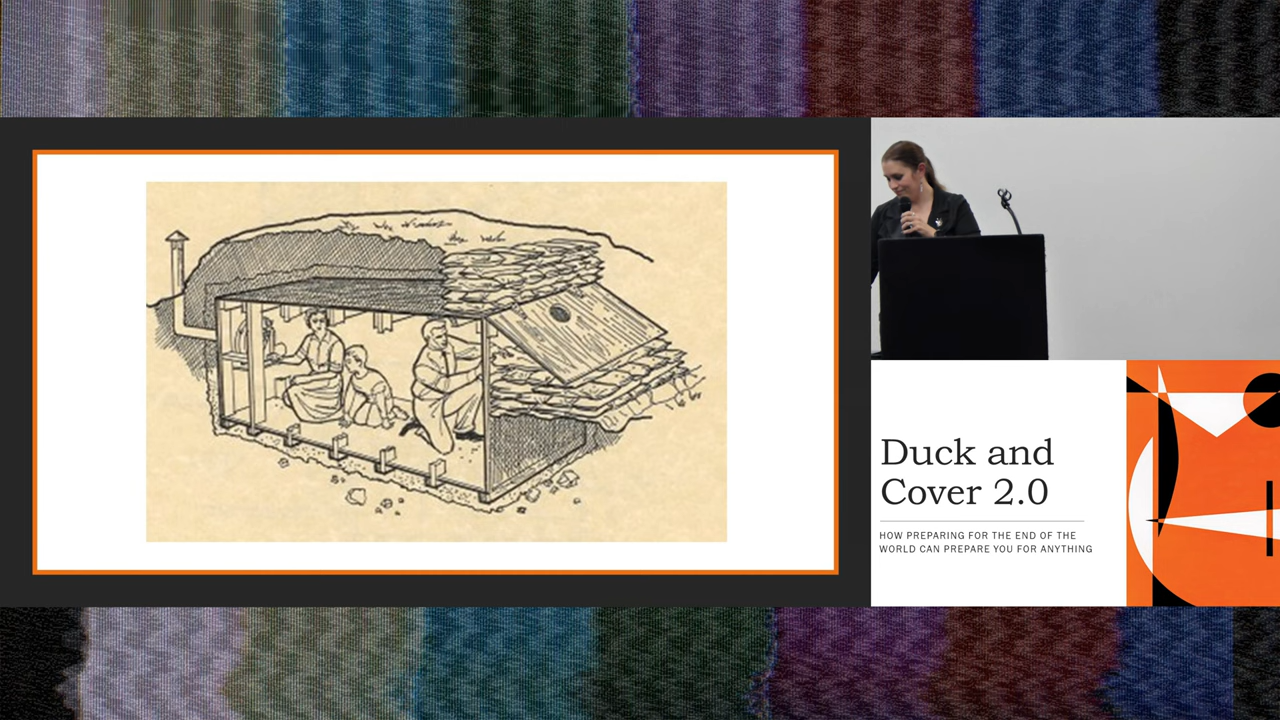 Duck and
Cover 2.0
HOW PREPARING FOR THE END OF THE
WORLD CAN PREPARE YOU FOR ANYTHING